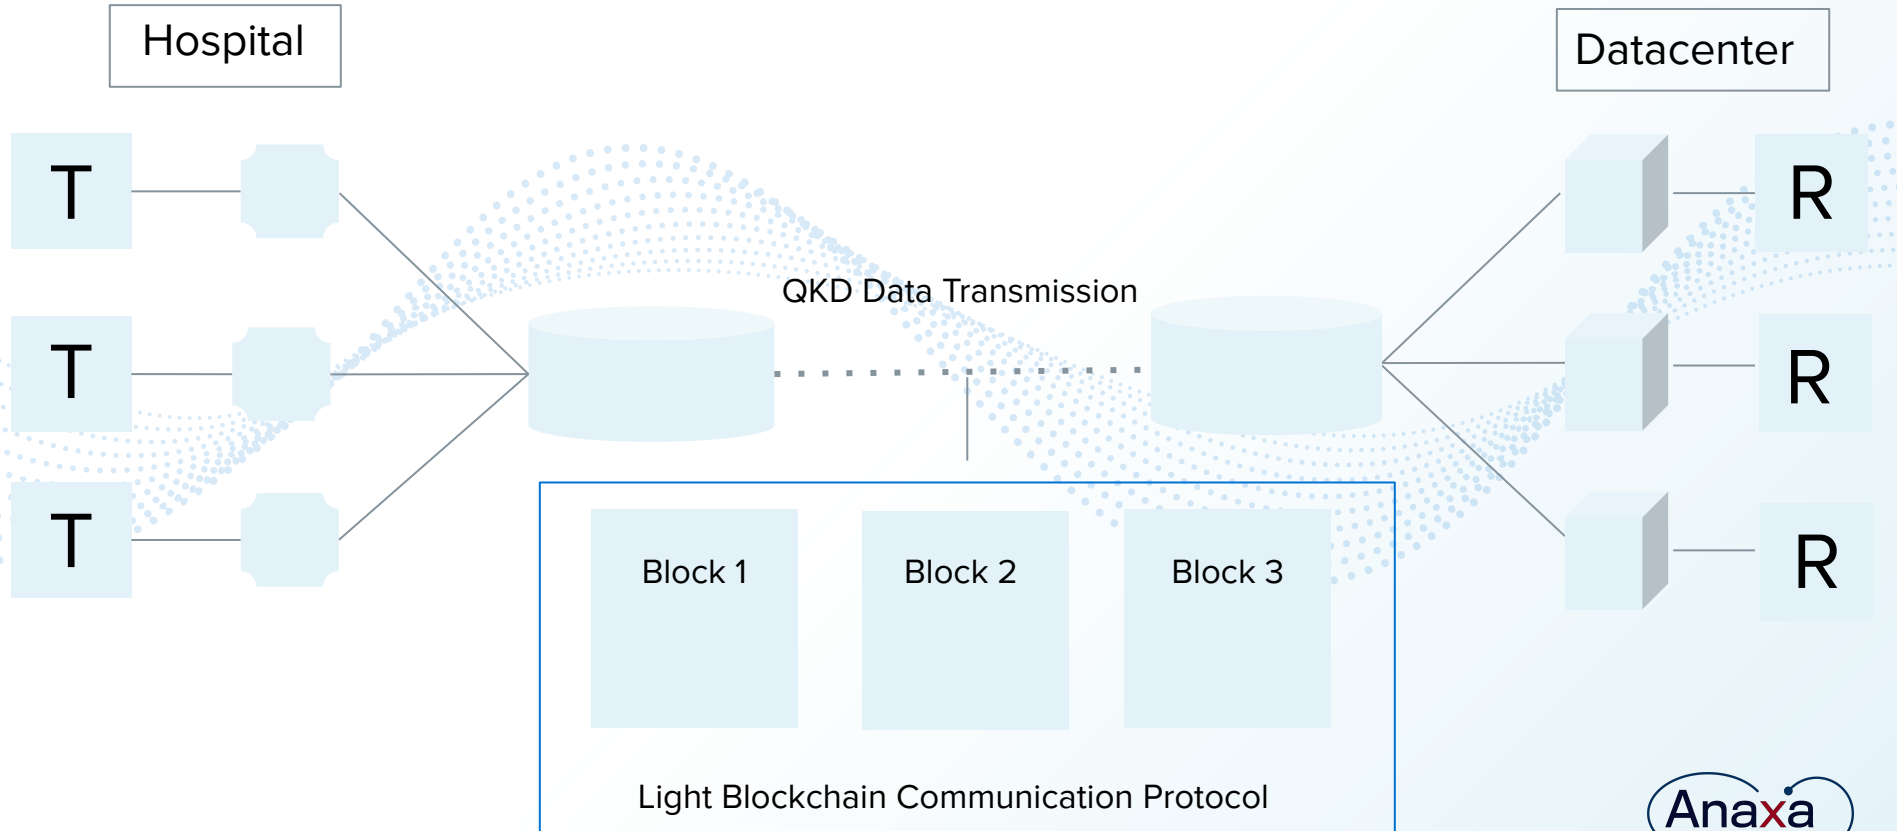 Hospital
Datacenter
T
R
QKD Data Transmission
T
R
T
R
Block 1
Block 2
Block 3
Light Blockchain Communication Protocol
Anaxa